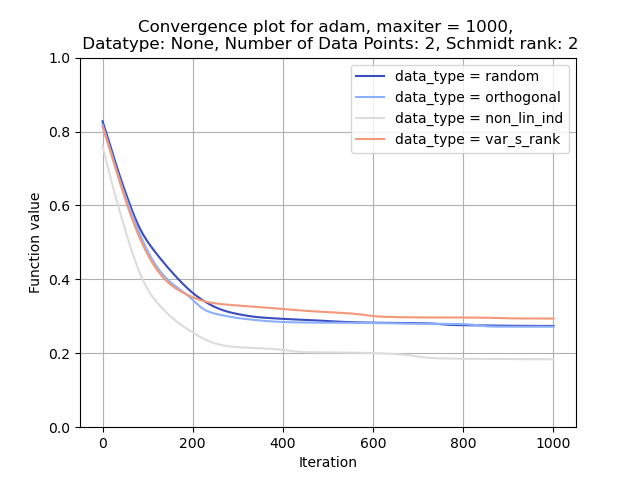 Convergence plot for adam, maxiter = 1000,
Datatype: None, Number of Data Points: 2, Schmidt rank: 2
1.0
0.8
0.6
0.4
0.2
0.0
Function value
data_type = random
data_type = orthogonal
data_type = non_lin_ind
data_type = var_s_rank
0 200 400 600 800 1000
Iteration